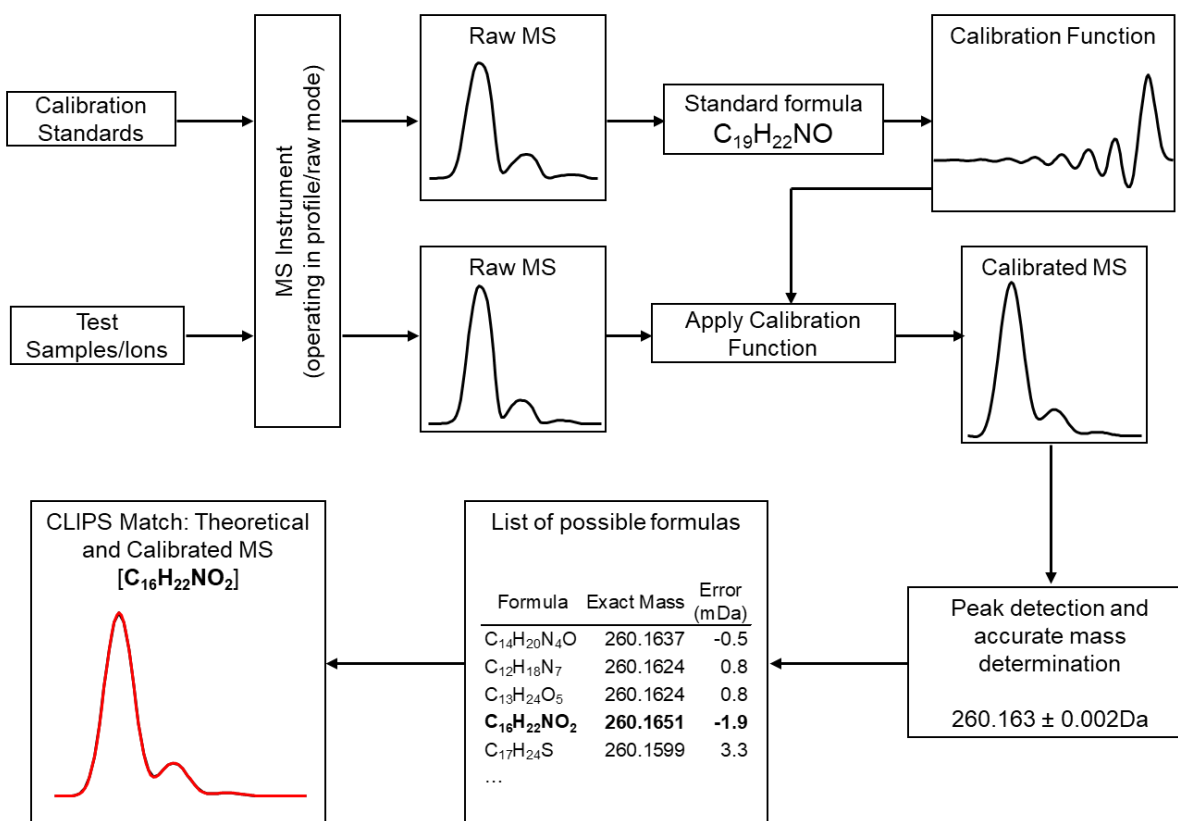 Calibration
Standards
MS Instrument
(operating in profile/raw mode)
Raw MS
Standard formula
C₁₉H₂₂NO
Calibration Function
Test
Samples/Ions
Raw MS
Apply Calibration
Function
Calibrated MS
CLIPS Match: Theoretical
and Calibrated MS
[C₁₆H₂₂NO₂]
List of possible formulas
Formula Exact Mass Error
(mDa)
C₁₄H₂₀N₄O 260.1637 -0.5
C₁₂H₁₈N₇ 260.1624 0.8
C₁₃H₂₄O₅ 260.1624 0.8
C₁₆H₂₂NO₂ 260.1651 -1.9
C₁₇H₂₄S 260.1599 3.3
...
Peak detection and
accurate mass
determination
260.163 ± 0.002Da